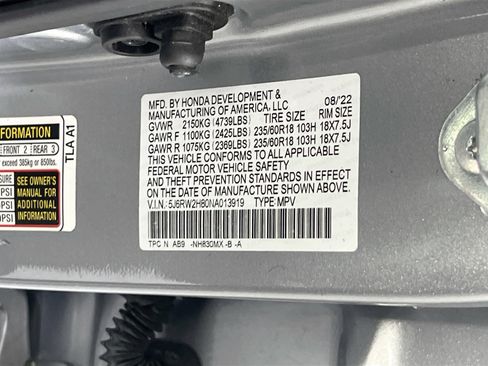 MFD. BY HONDA DEVELOPMENT &
MANUFACTURING OF AMERICA, LLC 08/'22
GVWR 2150KG (4739LBS) TIRE SIZE RIM SIZE
GAWR F 1100KG (2425LBS) 235/60R18 103H 18X7.5J
GAWR R 1075KG (2369LBS) 235/60R18 103H 18X7.5J
THIS VEHICLE CONFORMS TO ALL APPLICABLE
FEDERAL MOTOR VEHICLE SAFETY
AND THEFT PREVENTION STANDARDS IN EFFECT
ON THE DATE OF MANUFACTURE SHOWN ABOVE.
V.I.N.: 5J6RW2H80NA013919 TYPE: MPV
TPG N AB9 -NH830MX -B -A
TLA A1
FORMATION
FRONT 2 REAR 3
exceed 385kg or 850lbs.
SURE
PSI
PSI
SEE OWNER'S
MANUAL FOR
ADDITIONAL
INFORMATION